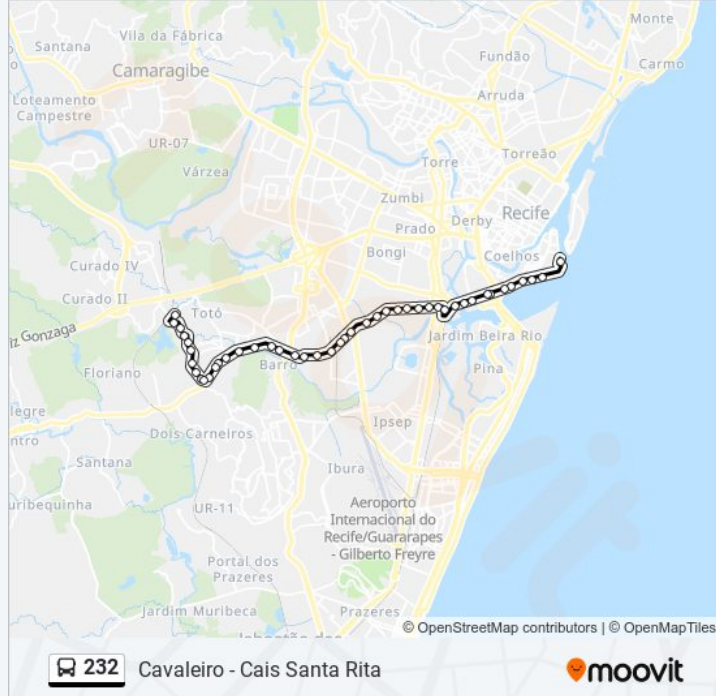 Monte
Vila da Fábrica
Santana
Fundão
Carmo
Camaragibe
Arruda
Loteamento
Campestre
UR-07
Torreão
Torre
Várzea
Zumbi
Derby
Recife
Prado
Bongi
Coelhos
Curado IV
Curado II
Totó
iz Gonzaga
Jardim Beira Rio
Floriano
Barro
Pina
legre
Ipsep
ntro
Dois Carneiros
Santana
Ibura
uribequinha
UR-11
Aeroporto
Internacional do
Recife/Guararapes
- Gilberto Freyre
Portal dos
Prazeres
Jardim Muribeca
Prazeres
© OpenStreetMap contributors | © OpenMapTiles
232 Cavaleiro - Cais Santa Rita
moovit